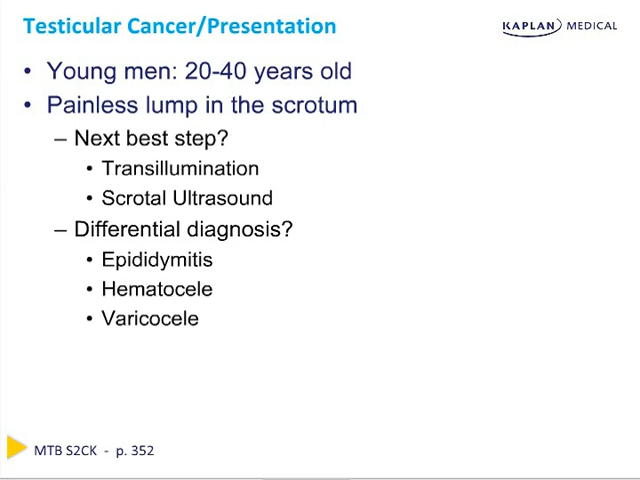 Testicular Cancer/Presentation
KAPLAN MEDICAL
• Young men: 20-40 years old
• Painless lump in the scrotum
– Next best step?
• Transillumination
• Scrotal Ultrasound
– Differential diagnosis?
• Epididymitis
• Hematocele
• Varicocele
MTB S2CK - p. 352